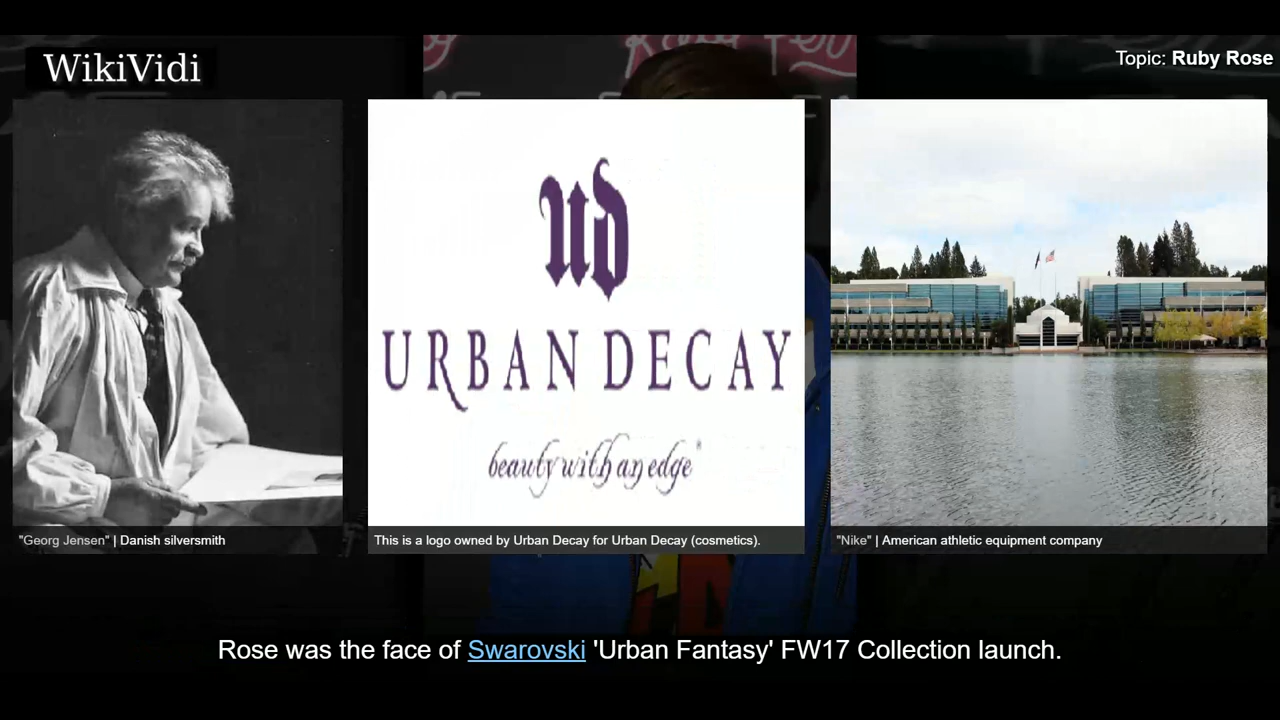 WikiVidi
Topic: Ruby Rose
ud
URBAN DECAY
beauty with an edge®
"Georg Jensen" | Danish silversmith
This is a logo owned by Urban Decay for Urban Decay (cosmetics).
"Nike" | American athletic equipment company
Rose was the face of Swarovski 'Urban Fantasy' FW17 Collection launch.